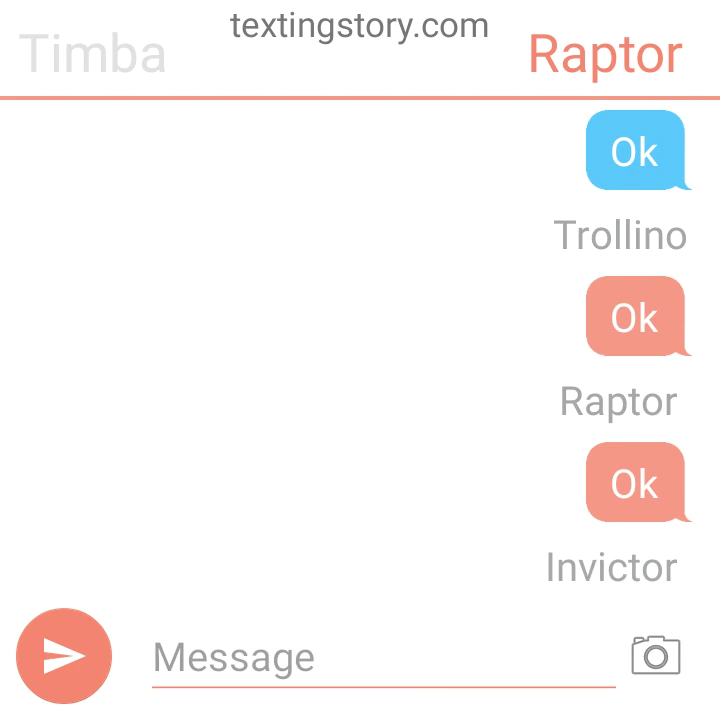 textingstory.com
Timba
Raptor
Ok
Trollino
Ok
Raptor
Ok
Invictor
Message